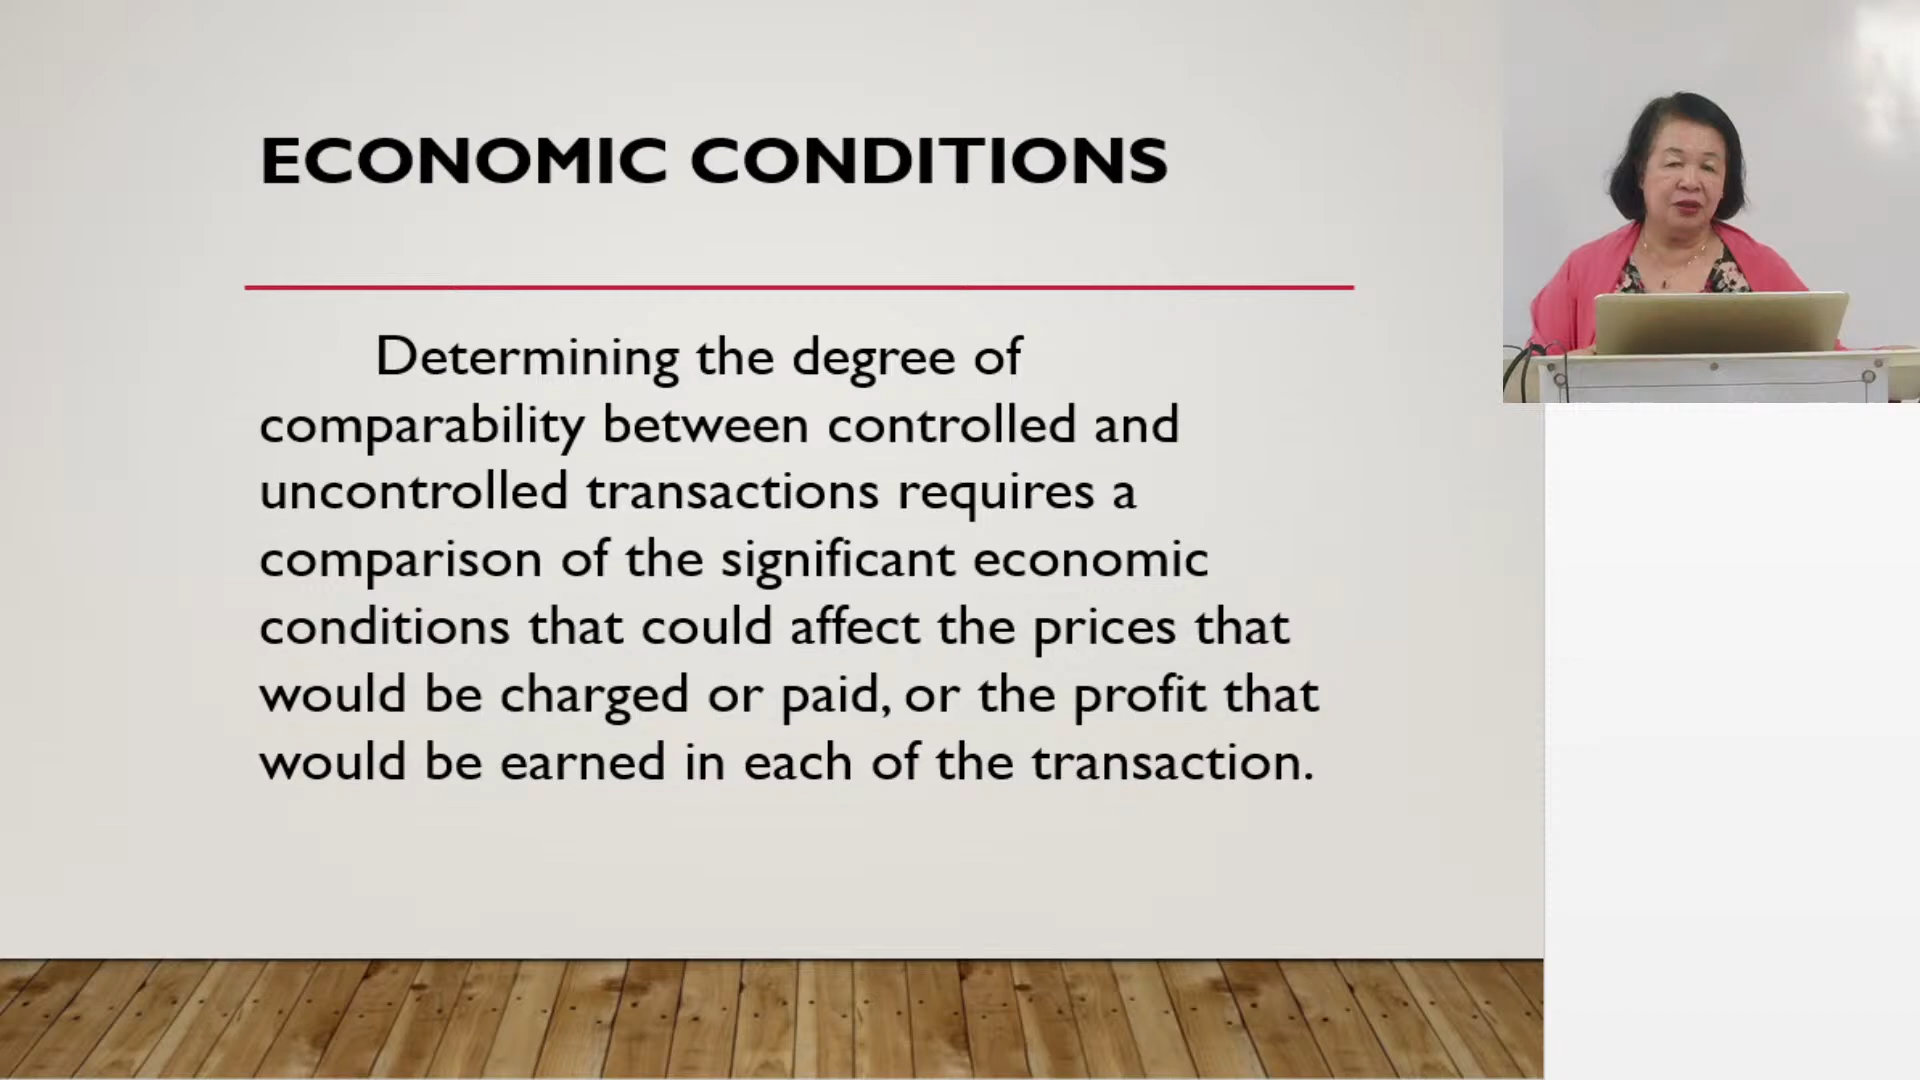 ECONOMIC CONDITIONS
Determining the degree of
comparability between controlled and
uncontrolled transactions requires a
comparison of the significant economic
conditions that could affect the prices that
would be charged or paid, or the profit that
would be earned in each of the transaction.